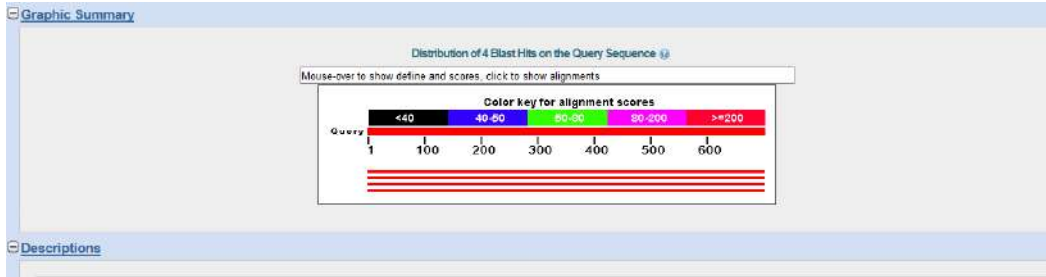 Graphic Summary
Distribution of 4 Blast Hits on the Query Sequence
Mouse-over to show define and scores, click to show alignments
Color key for alignment scores
<40 40-50 50-80 80-200 >=200
Query
1 100 200 300 400 500 600
Descriptions